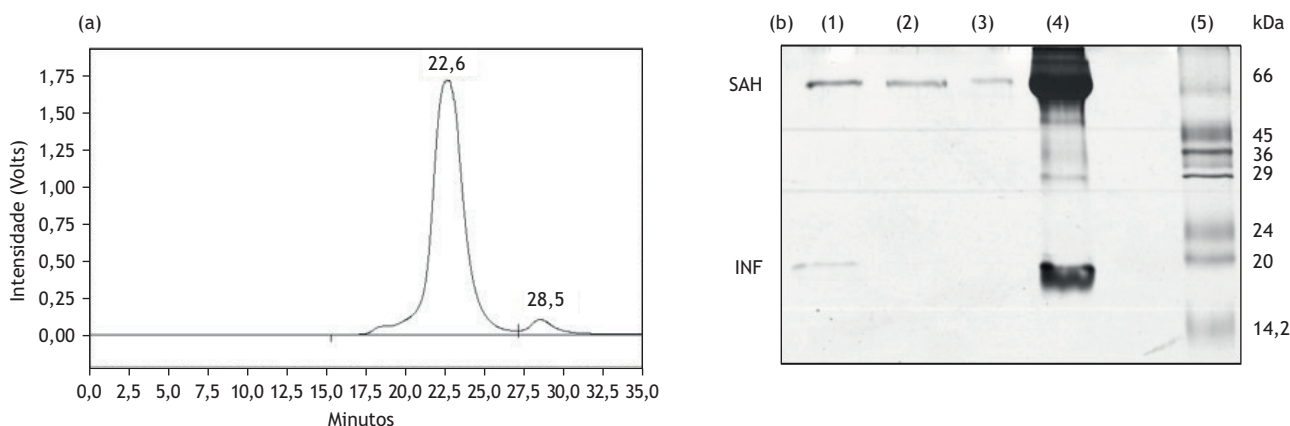 (a)
22,6
28,5
Intensidade (Volts)
1,75
1,50
1,25
1,00
0,75
0,50
0,25
0,00
0,0 2,5 5,0 7,5 10,0 12,5 15,0 17,5 20,0 22,5 25,0 27,5 30,0 32,5 35,0
Minutos
(b) (1) (2) (3) (4) (5) kDa
SAH
INF
66
45
36
29
24
20
14,2